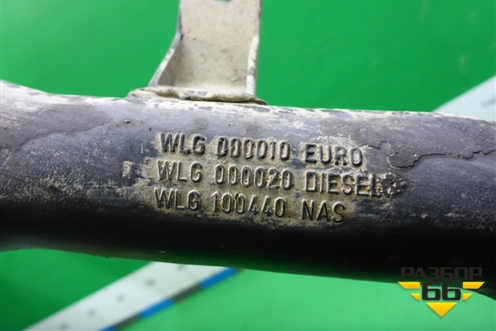 WLG 000010 EURO
WLG 000020 DIESEL
WLG 100440 NAS
РАЗБОР
66